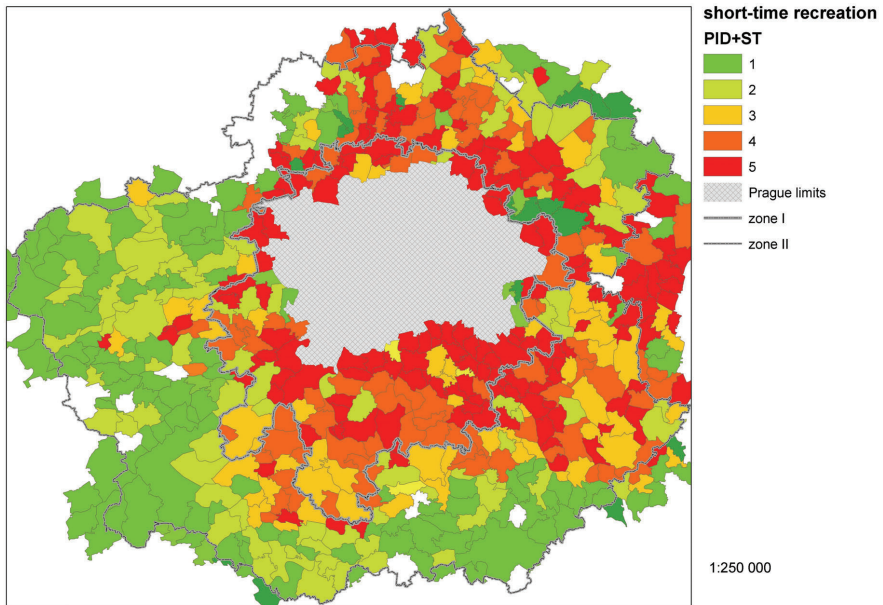 short-time recreation
PID+ST
1
2
3
4
5
Prague limits
zone I
zone II
1:250 000